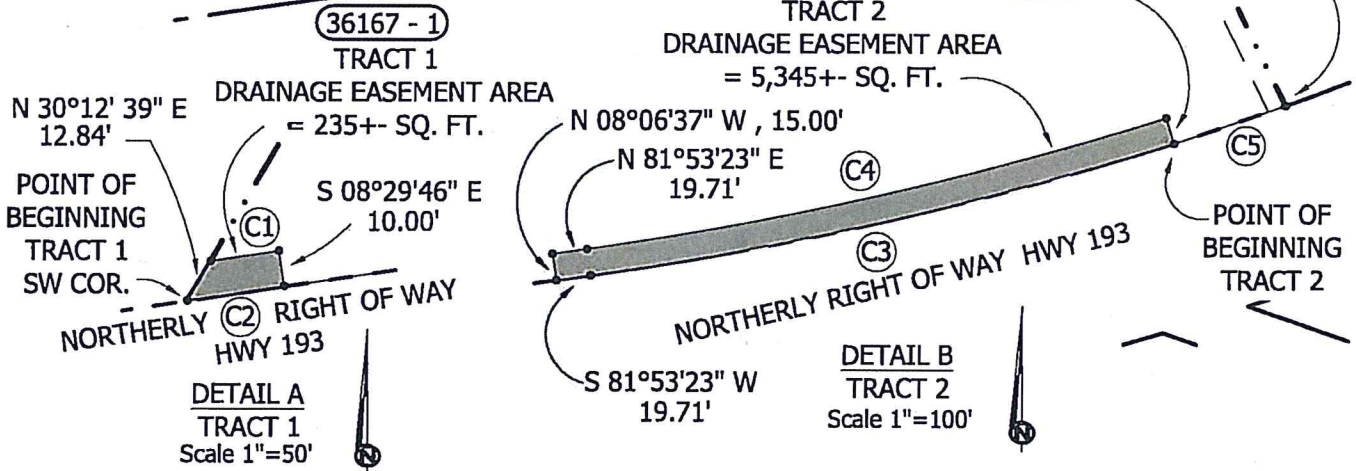 36167 - 1
TRACT 1
DRAINAGE EASEMENT AREA
= 235+- SQ. FT.
N 30°12' 39" E
12.84'
POINT OF
BEGINNING
TRACT 1
SW COR.
C1
S 08°29'46" E
10.00'
C2
NORTHERLY RIGHT OF WAY
HWY 193
DETAIL A
TRACT 1
Scale 1"=50'
N
TRACT 2
DRAINAGE EASEMENT AREA
= 5,345+- SQ. FT.
N 08°06'37" W , 15.00'
N 81°53'23" E
19.71'
C4
C5
C3
NORTHERLY RIGHT OF WAY HWY 193
POINT OF
BEGINNING
TRACT 2
S 81°53'23" W
19.71'
DETAIL B
TRACT 2
Scale 1"=100'
N